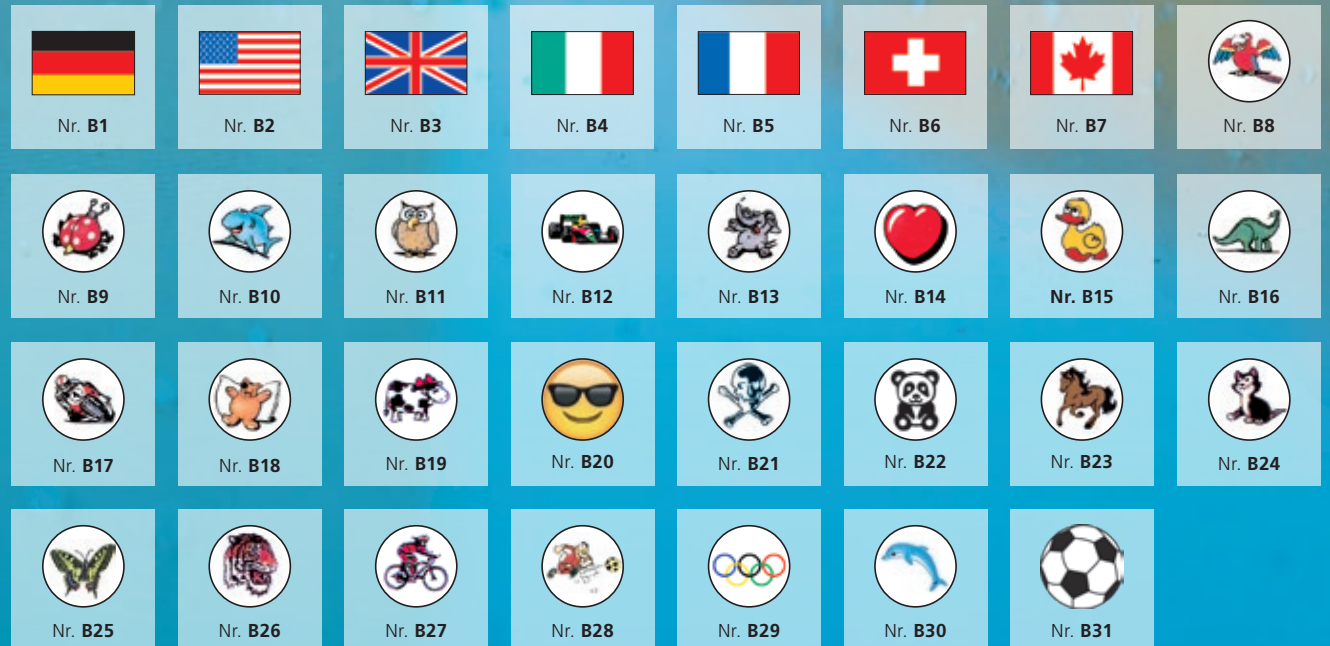 Nr. B1
Nr. B2
Nr. B3
Nr. B4
Nr. B5
Nr. B6
Nr. B7
Nr. B8
Nr. B9
Nr. B10
Nr. B11
Nr. B12
Nr. B13
Nr. B14
Nr. B15
Nr. B16
Nr. B17
Nr. B18
Nr. B19
Nr. B20
Nr. B21
Nr. B22
Nr. B23
Nr. B24
Nr. B25
Nr. B26
Nr. B27
Nr. B28
Nr. B29
Nr. B30
Nr. B31